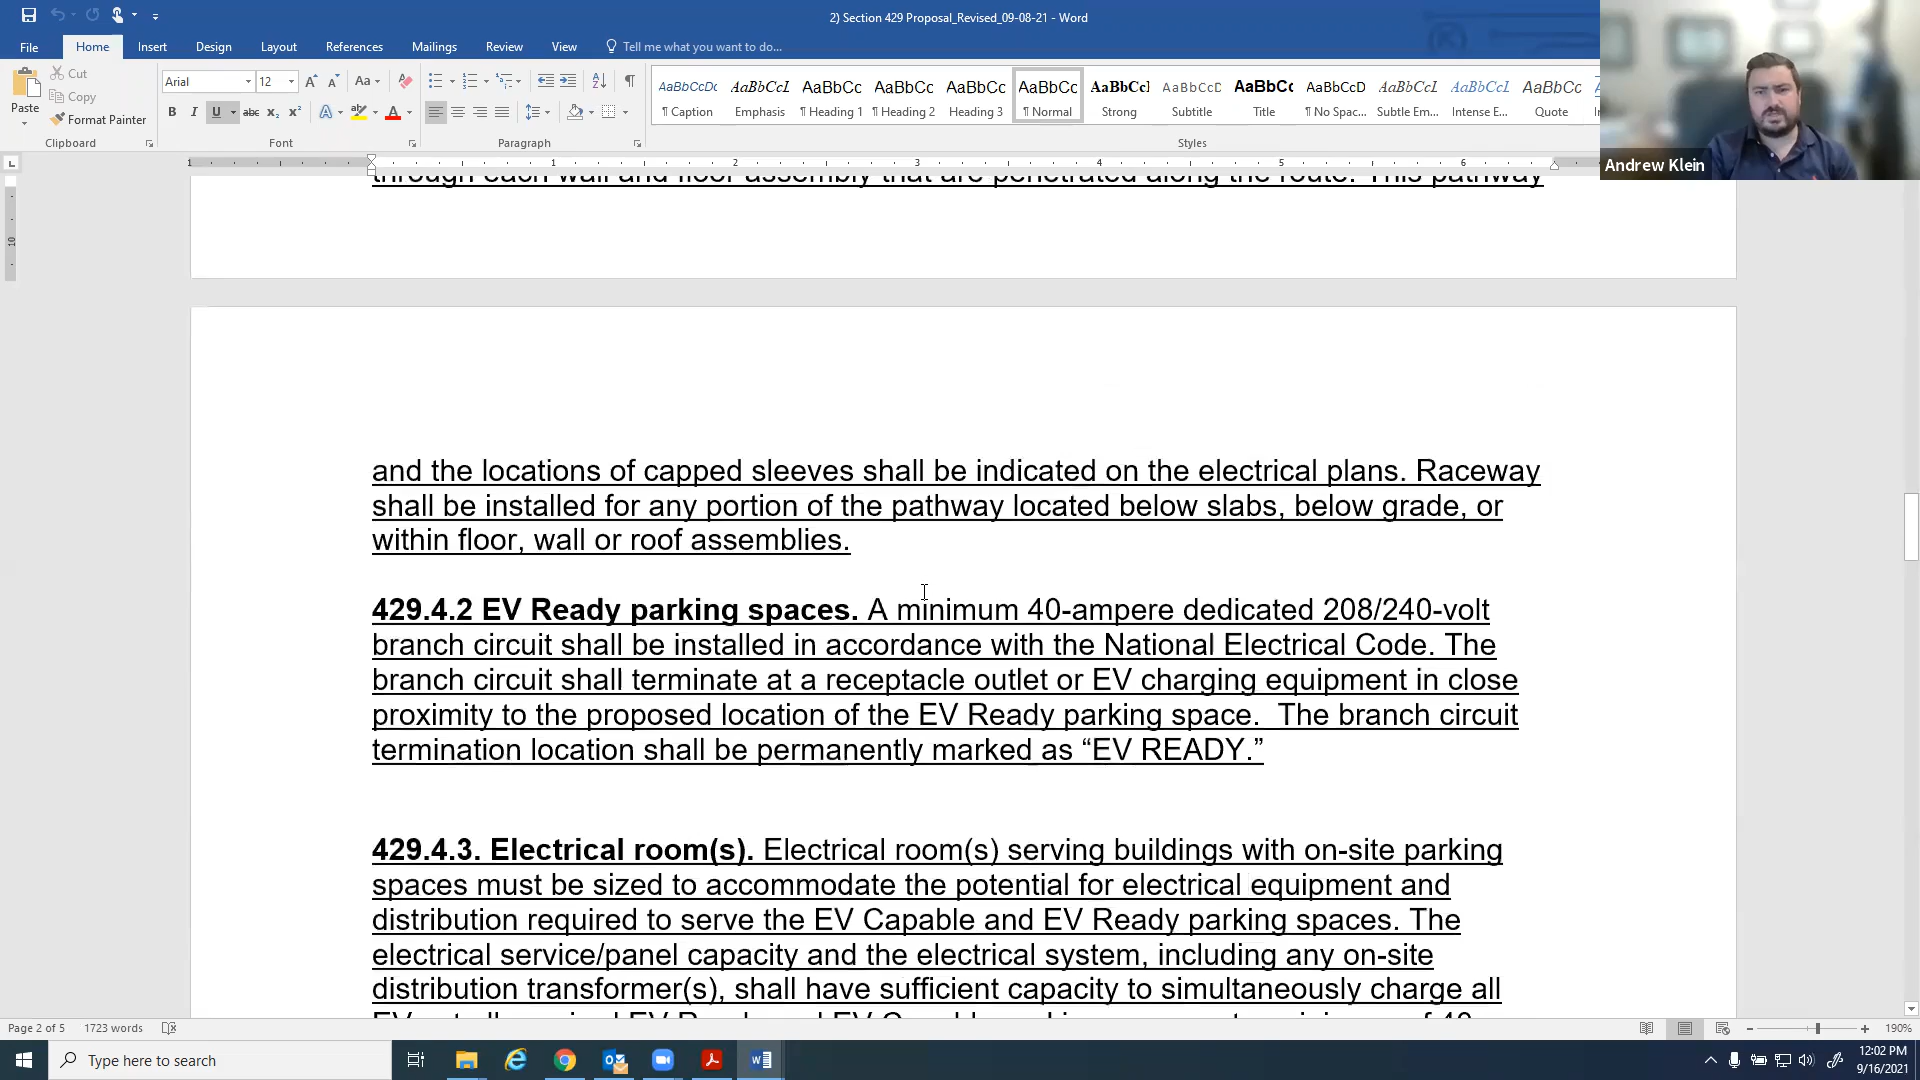 2) Section 429 Proposal_Revised_09-08-21 - Word
File Home Insert Design Layout References Mailings Review View Tell me what you want to do...
Cut
Copy
Paste
Format Painter
Clipboard
Arial 12
Font
Paragraph
AaBbCcDc AaBbCcI AaBbCc AaBbCc AaBbCc AaBbCc AaBbCcI AaBbCcD AaBbCc AaBbCcD AaBbCcI AaBbCcI AaBbCc
¶ Caption Emphasis ¶ Heading 1 ¶ Heading 2 Heading 3 ¶ Normal Strong Subtitle Title ¶ No Spac... Subtle Em... Intense E... Quote
Styles
Andrew Klein
through each wall and floor assembly that are penetrated along the route. This pathway
and the locations of capped sleeves shall be indicated on the electrical plans. Raceway
shall be installed for any portion of the pathway located below slabs, below grade, or
within floor, wall or roof assemblies.
429.4.2 EV Ready parking spaces. A minimum 40-ampere dedicated 208/240-volt
branch circuit shall be installed in accordance with the National Electrical Code. The
branch circuit shall terminate at a receptacle outlet or EV charging equipment in close
proximity to the proposed location of the EV Ready parking space. The branch circuit
termination location shall be permanently marked as “EV READY.”
429.4.3. Electrical room(s). Electrical room(s) serving buildings with on-site parking
spaces must be sized to accommodate the potential for electrical equipment and
distribution required to serve the EV Capable and EV Ready parking spaces. The
electrical service/panel capacity and the electrical system, including any on-site
distribution transformer(s), shall have sufficient capacity to simultaneously charge all
Page 2 of 5 1723 words
190%
Type here to search
12:02 PM
9/16/2021